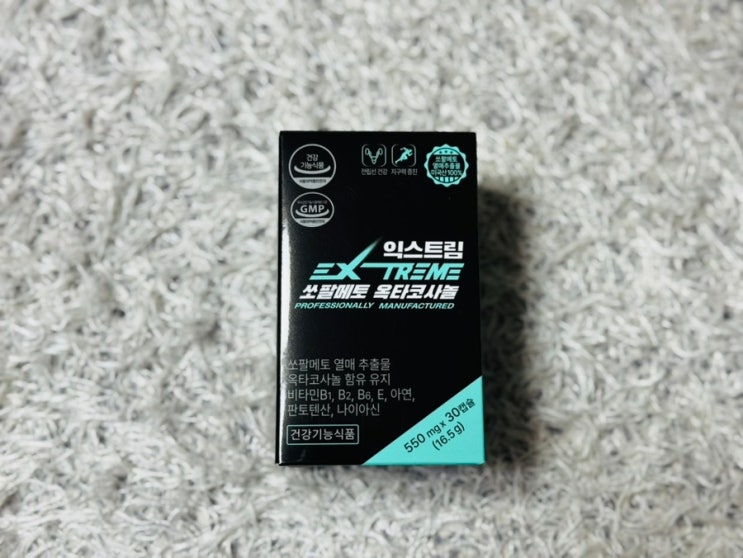 건강
기능식품
전립선 건강
지구력 증진
쏘팔메토
열매추출물
미국산100%
GMP
익스트림
EXTREME
쏘팔메토 옥타코사놀
PROFESSIONALLY MANUFACTURED
쏘팔메토 열매 추출물
옥타코사놀 함유 유지
비타민B1, B2, B6, E, 아연,
판토텐산, 나이아신
건강기능식품
550 mg x 30캡슐
(16.5g)